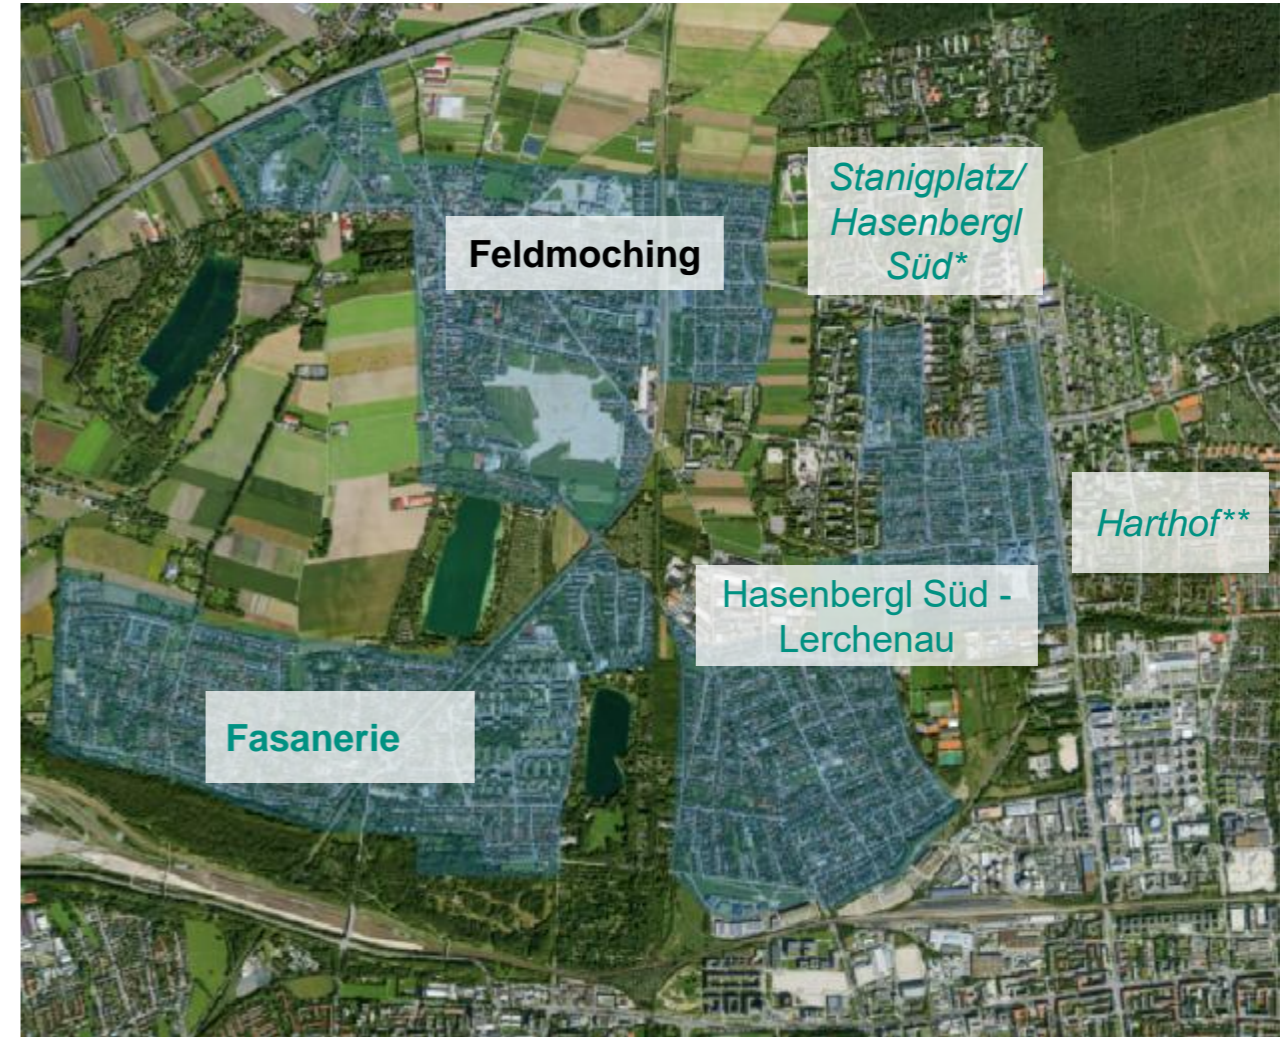 Stanigplatz/
Hasenbergl
Süd*
Feldmoching
Harthof**
Hasenbergl Süd -
Lerchenau
Fasanerie